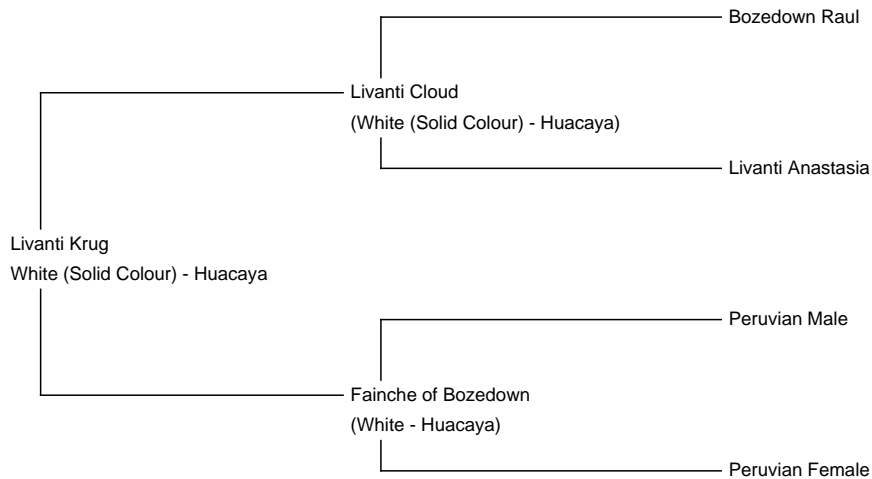 Bozedown Raul
Livanti Cloud
(White (Solid Colour) - Huacaya)
Livanti Anastasia
Livanti Krug
White (Solid Colour) - Huacaya
Peruvian Male
Fainche of Bozedown
(White - Huacaya)
Peruvian Female